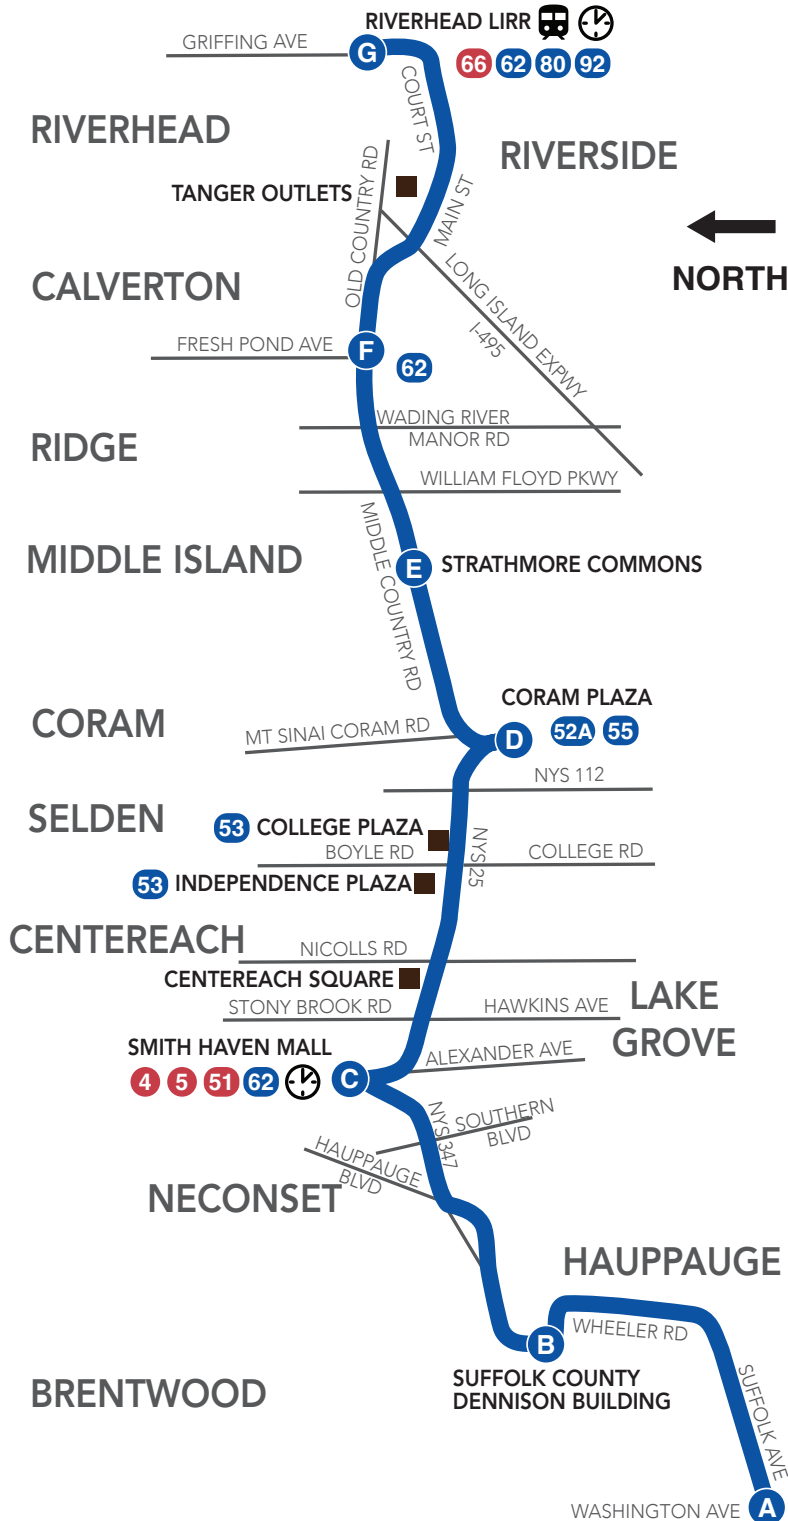 RIVERHEAD LIRR
GRIFFING AVE
G
66 62 80 92
COURT ST
RIVERHEAD
RIVERSIDE
OLD COUNTRY RD
TANGER OUTLETS
MAIN ST
NORTH
CALVERTON
LONG ISLAND EXPWY
I-495
FRESH POND AVE
F
62
WADING RIVER
MANOR RD
RIDGE
WILLIAM FLOYD PKWY
MIDDLE COUNTRY RD
MIDDLE ISLAND
E
STRATHMORE COMMONS
CORAM PLAZA
CORAM
MT SINAI CORAM RD
D
52A 55
NYS 112
SELDEN
53 COLLEGE PLAZA
BOYLE RD
NYS 25
COLLEGE RD
53 INDEPENDENCE PLAZA
CENTEREACH
NICOLLS RD
CENTEREACH SQUARE
STONY BROOK RD
HAWKINS AVE
LAKE
GROVE
SMITH HAVEN MALL
ALEXANDER AVE
4 5 51 62
C
NYS 347
SOUTHERN
BLVD
HAUPPAUGE
BLVD
NECONSET
HAUPPAUGE
WHEELER RD
B
SUFFOLK COUNTY
DENNISON BUILDING
BRENTWOOD
SUFFOLK AVE
WASHINGTON AVE
A